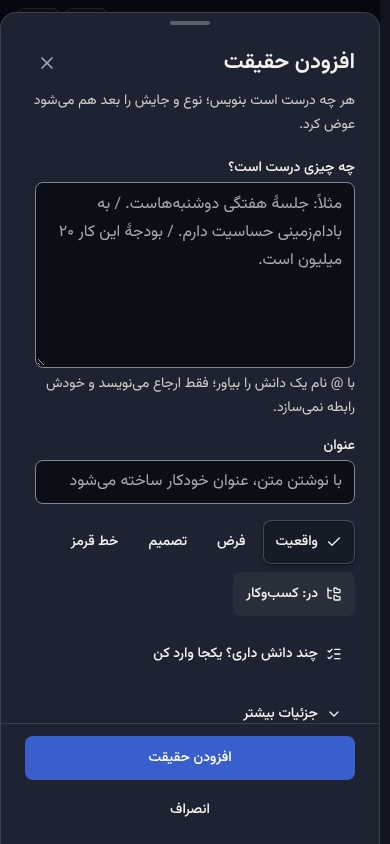 افزودن حقیقت
هر چه درست است بنویس؛ نوع و جایش را بعد هم می‌شود
عوض کرد.
چه چیزی درست است؟
مثلاً: جلسهٔ هفتگی دوشنبه‌هاست. / به
بادام‌زمینی حساسیت دارم. / بودجهٔ این کار ۲۰
میلیون است.
با @ نام یک دانش را بیاور؛ فقط ارجاع می‌نویسد و خودش
رابطه نمی‌سازد.
عنوان
با نوشتن متن، عنوان خودکار ساخته می‌شود
واقعیت فرض تصمیم خط قرمز
در: کسب‌وکار
چند دانش داری؟ یکجا وارد کن
جزئیات بیشتر
افزودن حقیقت
انصراف